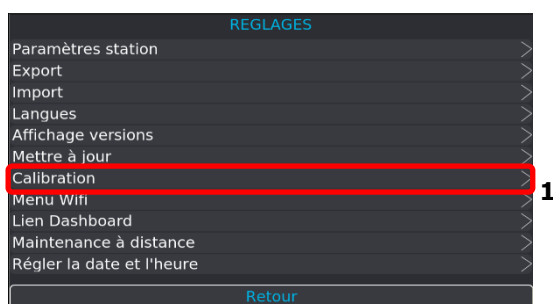 REGLAGES
Paramètres station
Export
Import
Langues
Affichage versions
Mettre à jour
Calibration
1
Menu Wifi
Lien Dashboard
Maintenance à distance
Régler la date et l'heure
Retour